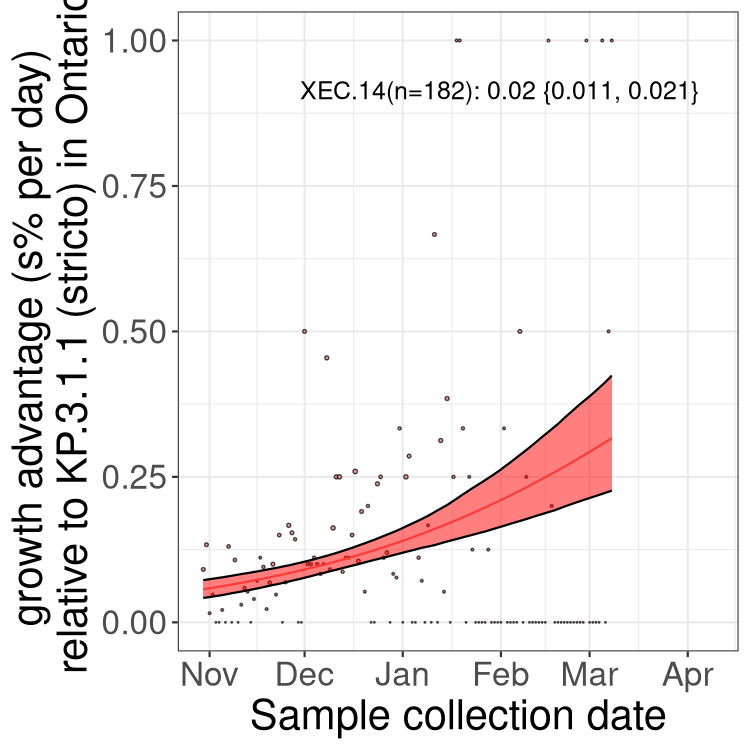 growth advantage (s% per day)
relative to KP.3.1.1 (stricto) in Ontario
1.00
0.75
0.50
0.25
0.00
XEC.14(n=182): 0.02 {0.011, 0.021}
Nov Dec Jan Feb Mar Apr
Sample collection date